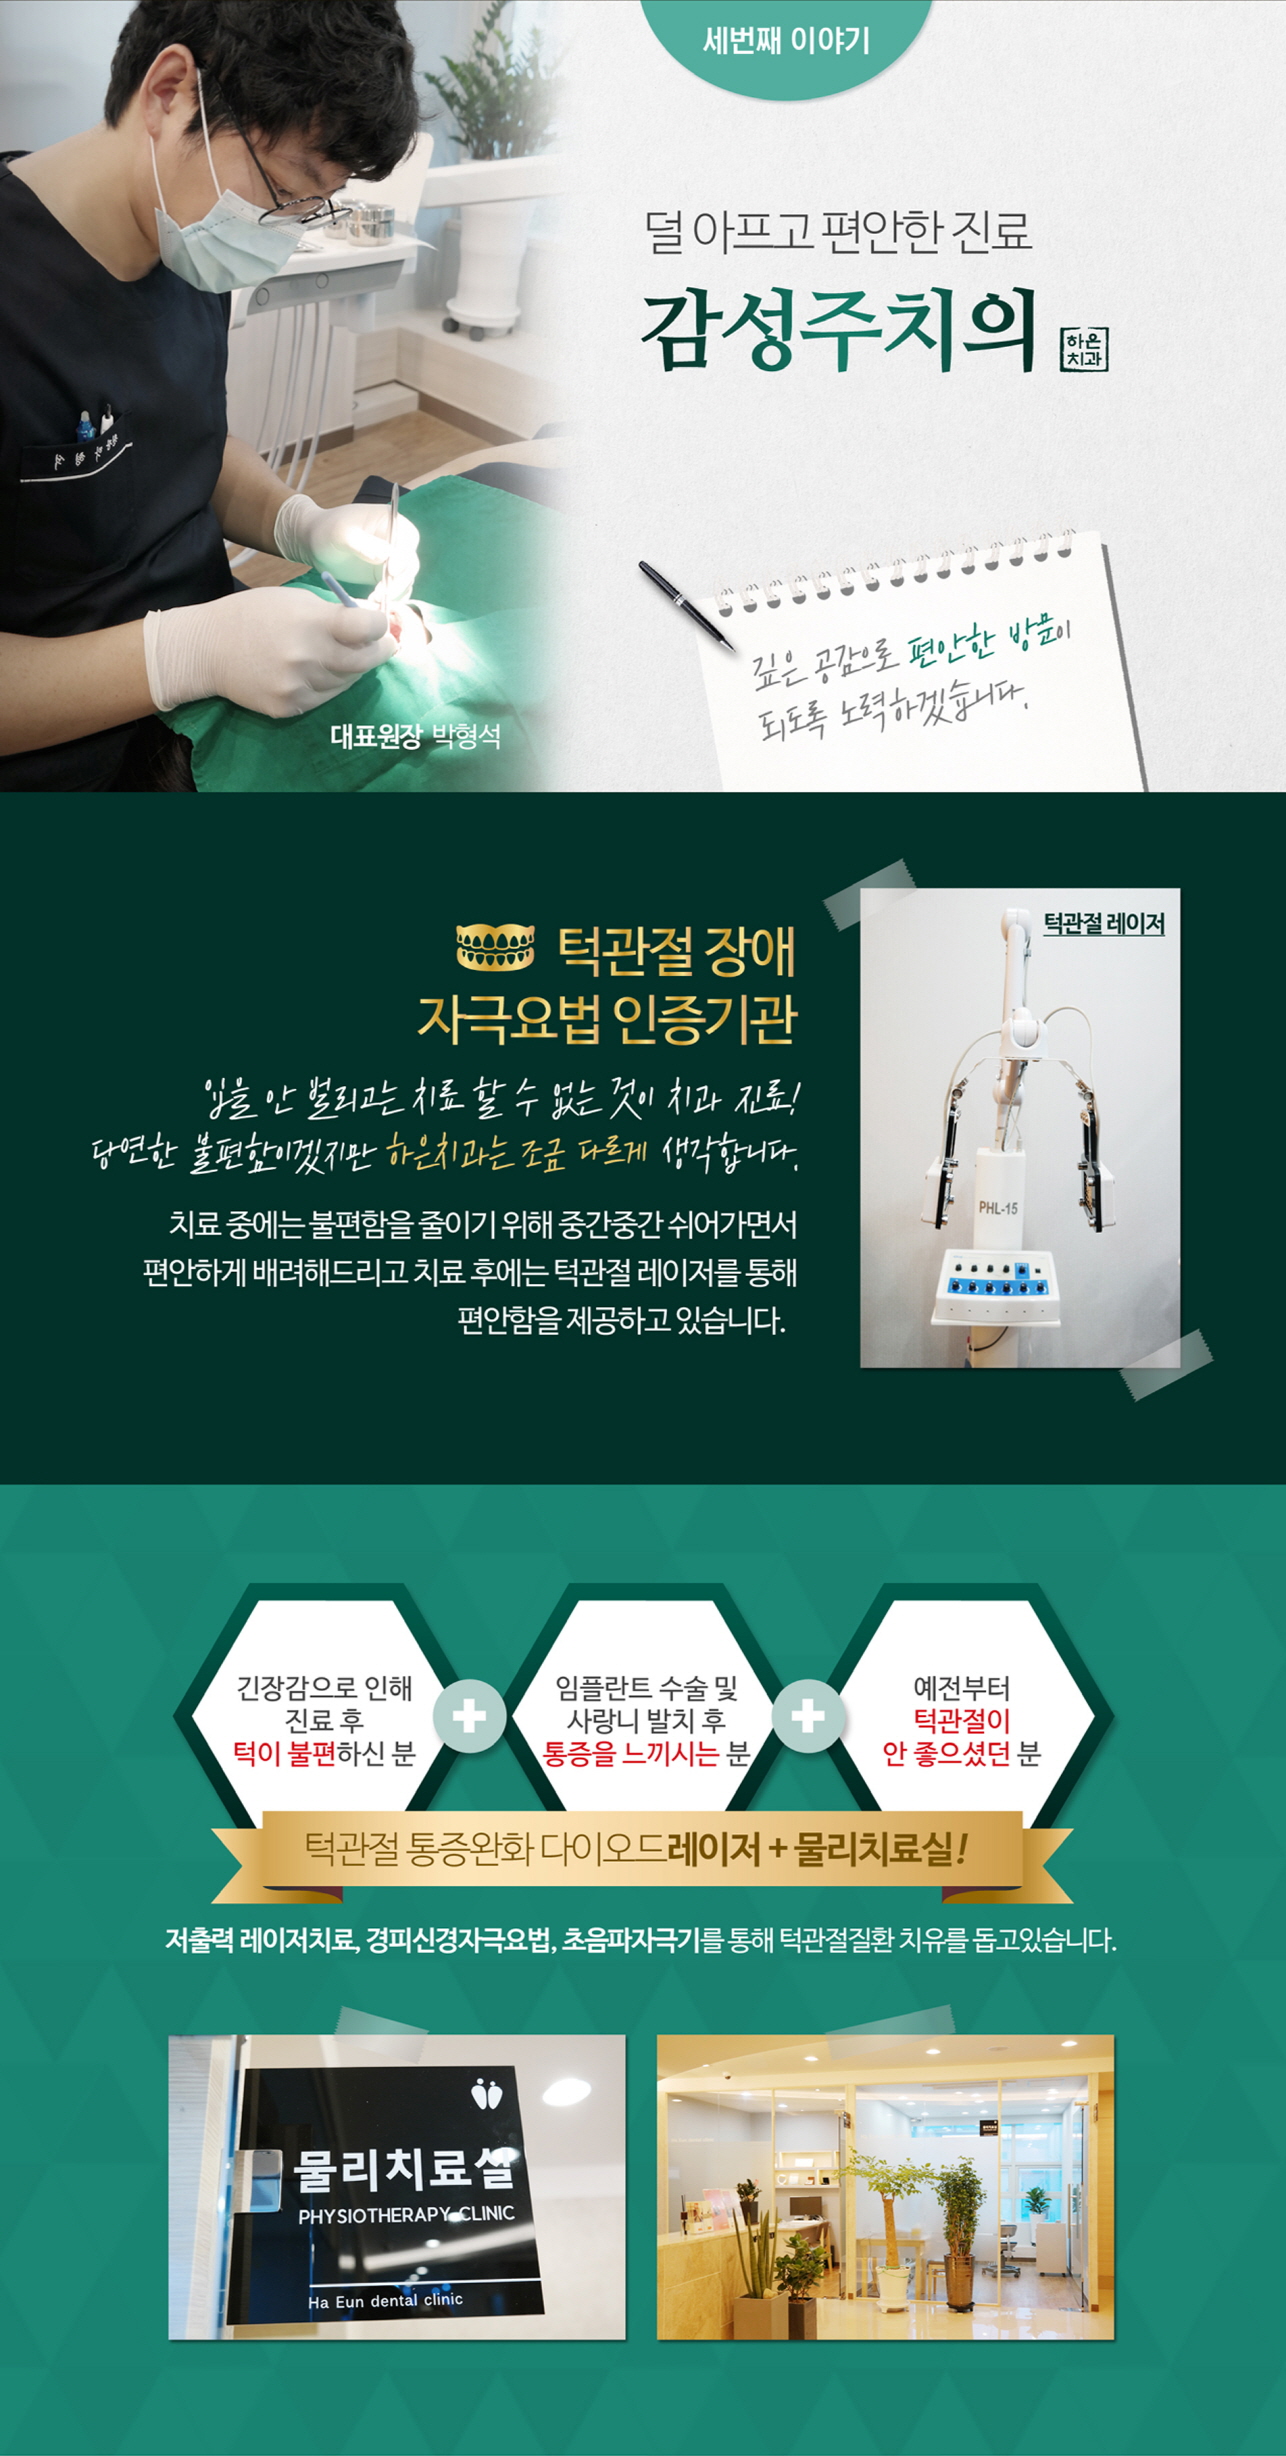 세번째 이야기
덜 아프고 편안한 진료
감성주치의
하은
치과
깊은 공감으로 편안한 방문이
되도록 노력하겠습니다.
대표원장 박형석
턱관절 장애
자극요법 인증기관
입을 안 벌리고는 치료 할 수 없는 것이 치과 진료!
당연한 불편함이겠지만 하은치과는 조금 다르게 생각합니다.
치료 중에는 불편함을 줄이기 위해 중간중간 쉬어가면서
편안하게 배려해드리고 치료 후에는 턱관절 레이저를 통해
편안함을 제공하고 있습니다.
턱관절 레이저
PHL-15
긴장감으로 인해
진료 후
턱이 불편하신 분
임플란트 수술 및
사랑니 발치 후
통증을 느끼시는 분
예전부터
턱관절이
안 좋으셨던 분
턱관절 통증완화 다이오드레이저 + 물리치료실!
저출력 레이저치료, 경피신경자극요법, 초음파자극기를 통해 턱관절질환 치유를 돕고있습니다.
물리치료실
PHYSIOTHERAPY CLINIC
Ha Eun dental clinic